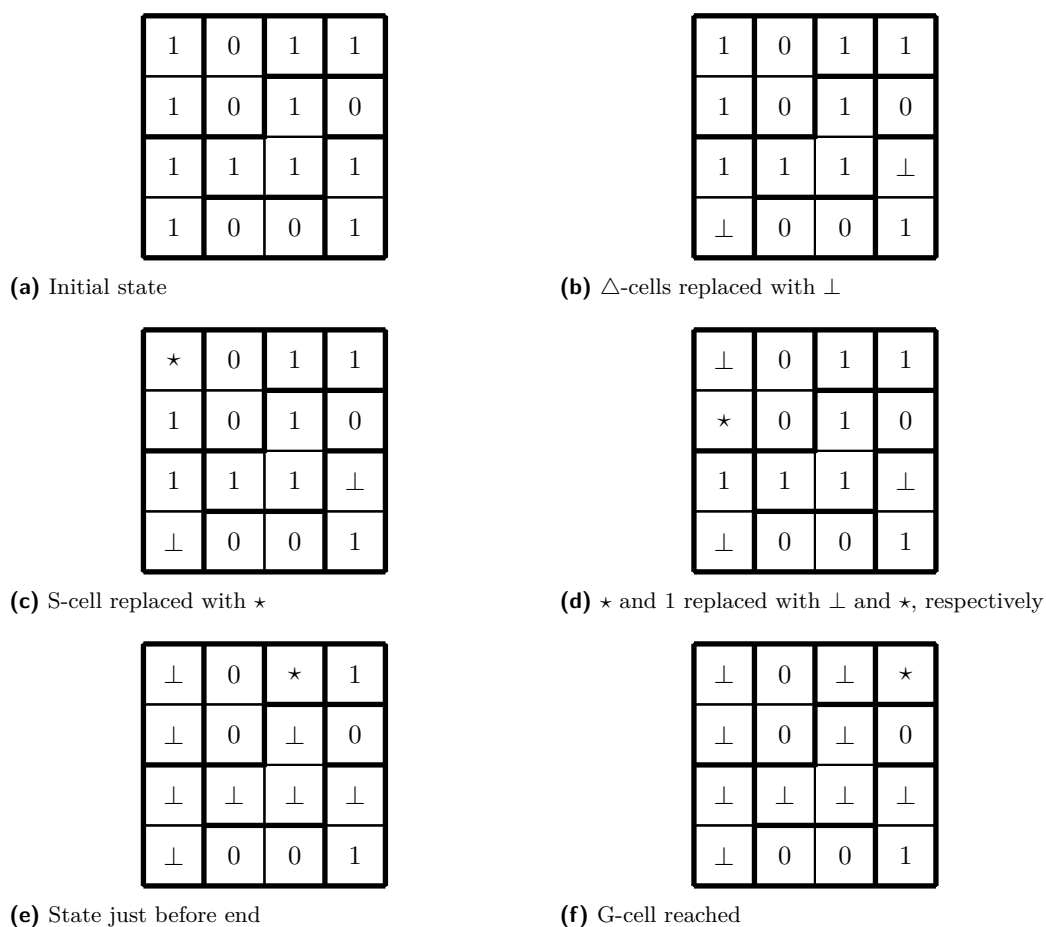 1 0 1 1 1 0 1 1
1 0 1 0 1 0 1 0
1 1 1 1 1 1 1 ⊥
1 0 0 1 ⊥ 0 0 1
(a) Initial state (b) △-cells replaced with ⊥
⋆ 0 1 1 ⊥ 0 1 1
1 0 1 0 ⋆ 0 1 0
1 1 1 ⊥ 1 1 1 ⊥
⊥ 0 0 1 ⊥ 0 0 1
(c) S-cell replaced with ⋆ (d) ⋆ and 1 replaced with ⊥ and ⋆, respectively
⊥ 0 ⋆ 1 ⊥ 0 ⊥ ⋆
⊥ 0 ⊥ 0 ⊥ 0 ⊥ 0
⊥ ⊥ ⊥ ⊥ ⊥ ⊥ ⊥ ⊥
⊥ 0 0 1 ⊥ 0 0 1
(e) State just before end (f) G-cell reached